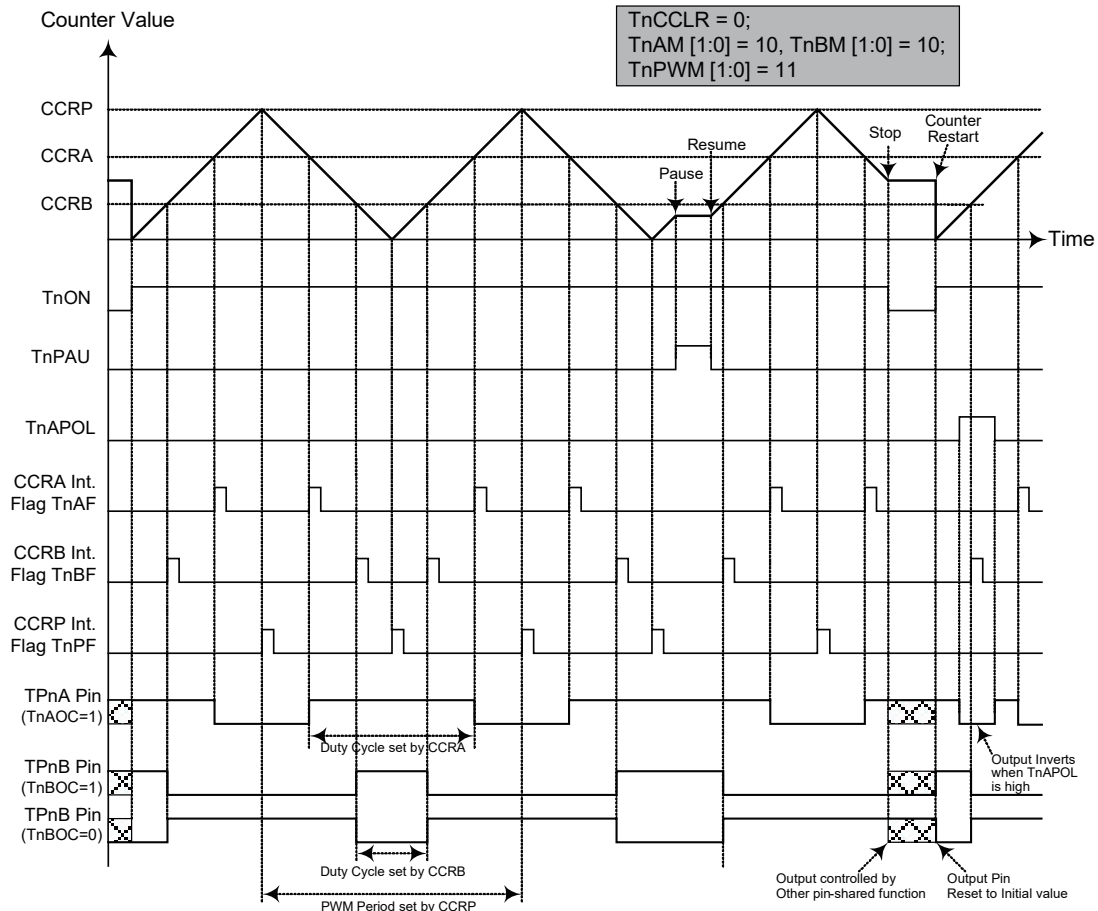 Counter Value
TnCCLR = 0;
TnAM [1:0] = 10, TnBM [1:0] = 10;
TnPWM [1:0] = 11
CCRP
CCRA
CCRB
Pause
Resume
Stop
Counter
Restart
Time
TnON
TnPAU
TnAPOL
CCRA Int.
Flag TnAF
CCRB Int.
Flag TnBF
CCRP Int.
Flag TnPF
TPnA Pin
(TnAOC=1)
Duty Cycle set by CCRA
Output Inverts
when TnAPOL
is high
TPnB Pin
(TnBOC=1)
TPnB Pin
(TnBOC=0)
Duty Cycle set by CCRB
Output controlled by
Other pin-shared function
Output Pin
Reset to Initial value
PWM Period set by CCRP